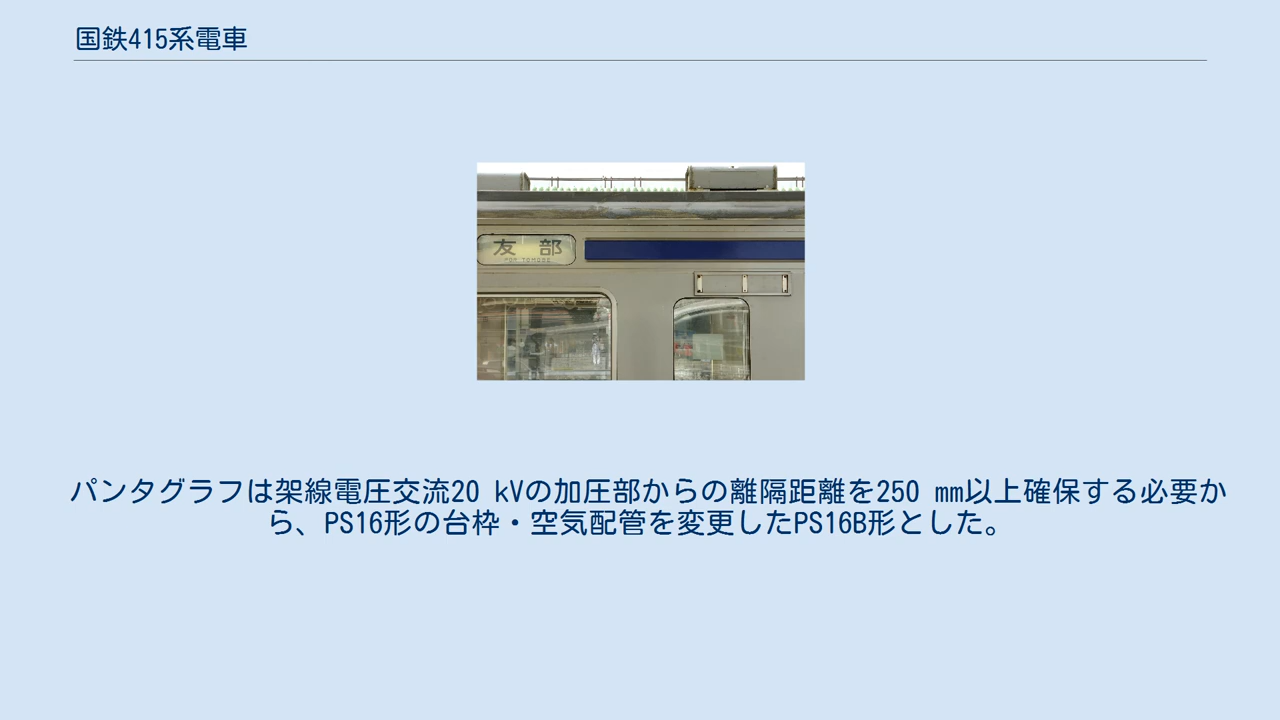 国鉄415系電車
友 部
FOR TOMOBE
パンタグラフは架線電圧交流20 kVの加圧部からの離隔距離を250 mm以上確保する必要か
ら、PS16形の台枠・空気配管を変更したPS16B形とした。